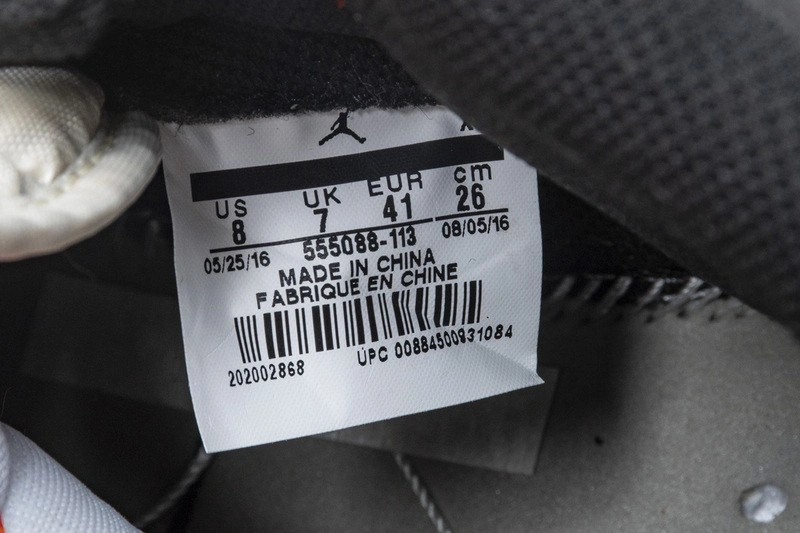 US UK EUR cm
8 7 41 26
05/25/16 555088-113 08/05/16
MADE IN CHINA
FABRIQUE EN CHINE
202002868 UPC 00884500931084